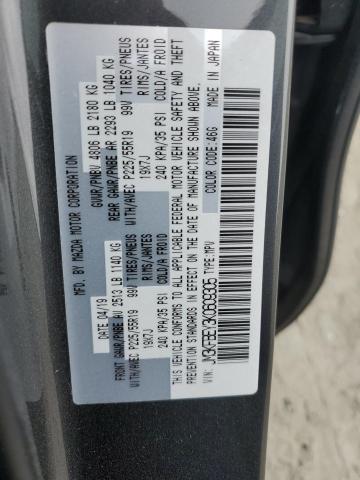 MFD. BY MAZDA MOTOR CORPORATION
DATE 04/19 GVWR/PNBV 4806 LB 2180 KG
FRONT GAWR/PNBE AV 2513 LB 1140 KG REAR GAWR/PNBE AR 2293 LB 1040 KG
WITH/AVEC P225/55R19 99V TIRES/PNEUS WITH/AVEC P225/55R19 99V TIRES/PNEUS
19X7J RIMS/JANTES 19X7J RIMS/JANTES
240 KPA/35 PSI COLD/A FROID 240 KPA/35 PSI COLD/A FROID
THIS VEHICLE CONFORMS TO ALL APPLICABLE FEDERAL MOTOR VEHICLE SAFETY AND THEFT
PREVENTION STANDARDS IN EFFECT ON THE DATE OF MANUFACTURE SHOWN ABOVE.
COLOR CODE: 46G MADE IN JAPAN
VIN: JM3KFBBY3K0609306 TYPE: MPV